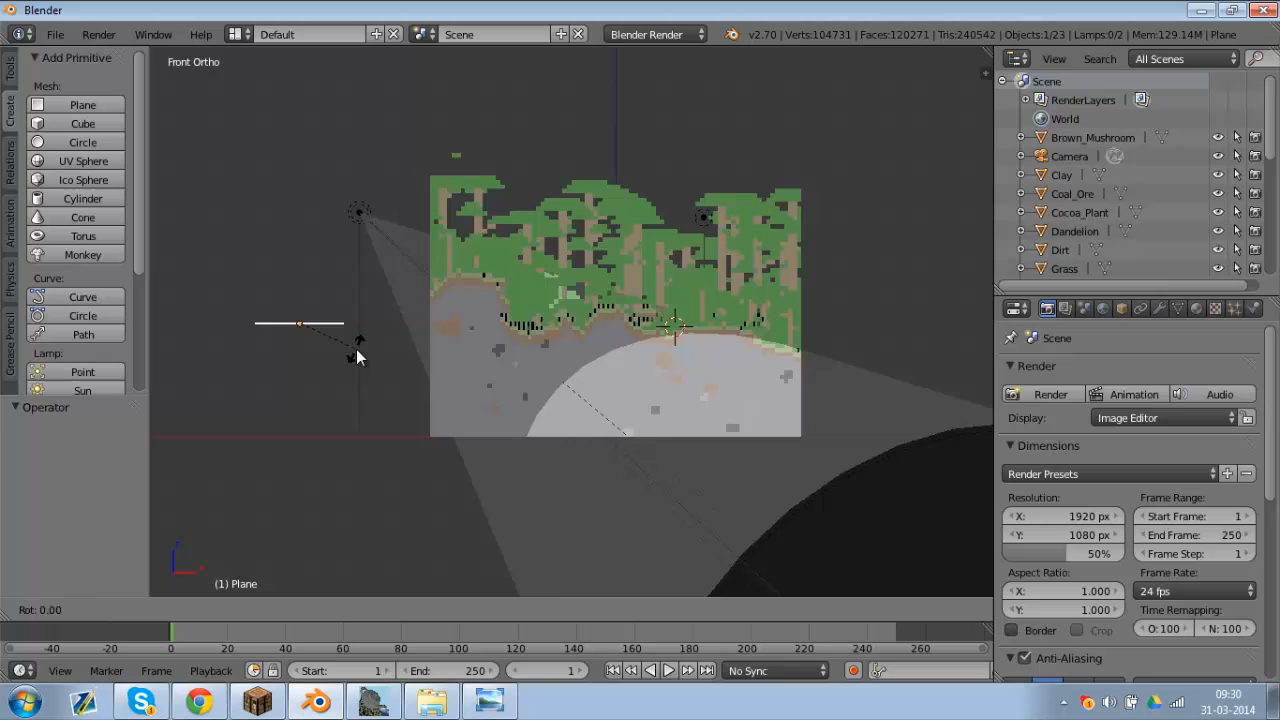 Blender
File Render Window Help Default Scene Blender Render v2.70 | Verts:104731 | Faces:120271 | Tris:240542 | Objects:1/23 | Lamps:0/2 | Mem:129.14M | Plane
Tools
Create
Relations
Animation
Physics
Grease Pencil
Add Primitive
Mesh:
Plane
Cube
Circle
UV Sphere
Ico Sphere
Cylinder
Cone
Torus
Monkey
Curve:
Curve
Circle
Path
Lamp:
Point
Sun
Operator
Front Ortho
(1) Plane
Rot: 0.00
View Search All Scenes
Scene
RenderLayers
World
Brown_Mushroom
Camera
Clay
Coal_Ore
Cocoa_Plant
Dandelion
Dirt
Grass
Scene
Render
Render Animation Audio
Display: Image Editor
Dimensions
Render Presets
Resolution: Frame Range:
X: 1920 px Start Frame: 1
Y: 1080 px End Frame: 250
50% Frame Step: 1
Aspect Ratio: Frame Rate:
X: 1.000 24 fps
Y: 1.000 Time Remapping:
Border Crop O: 100 N: 100
Anti-Aliasing
-40 -20 0 20 40 60 80 100 120 140 160 180 200 220 240 260
View Marker Frame Playback Start: 1 End: 250 1 No Sync
09:30
31-03-2014